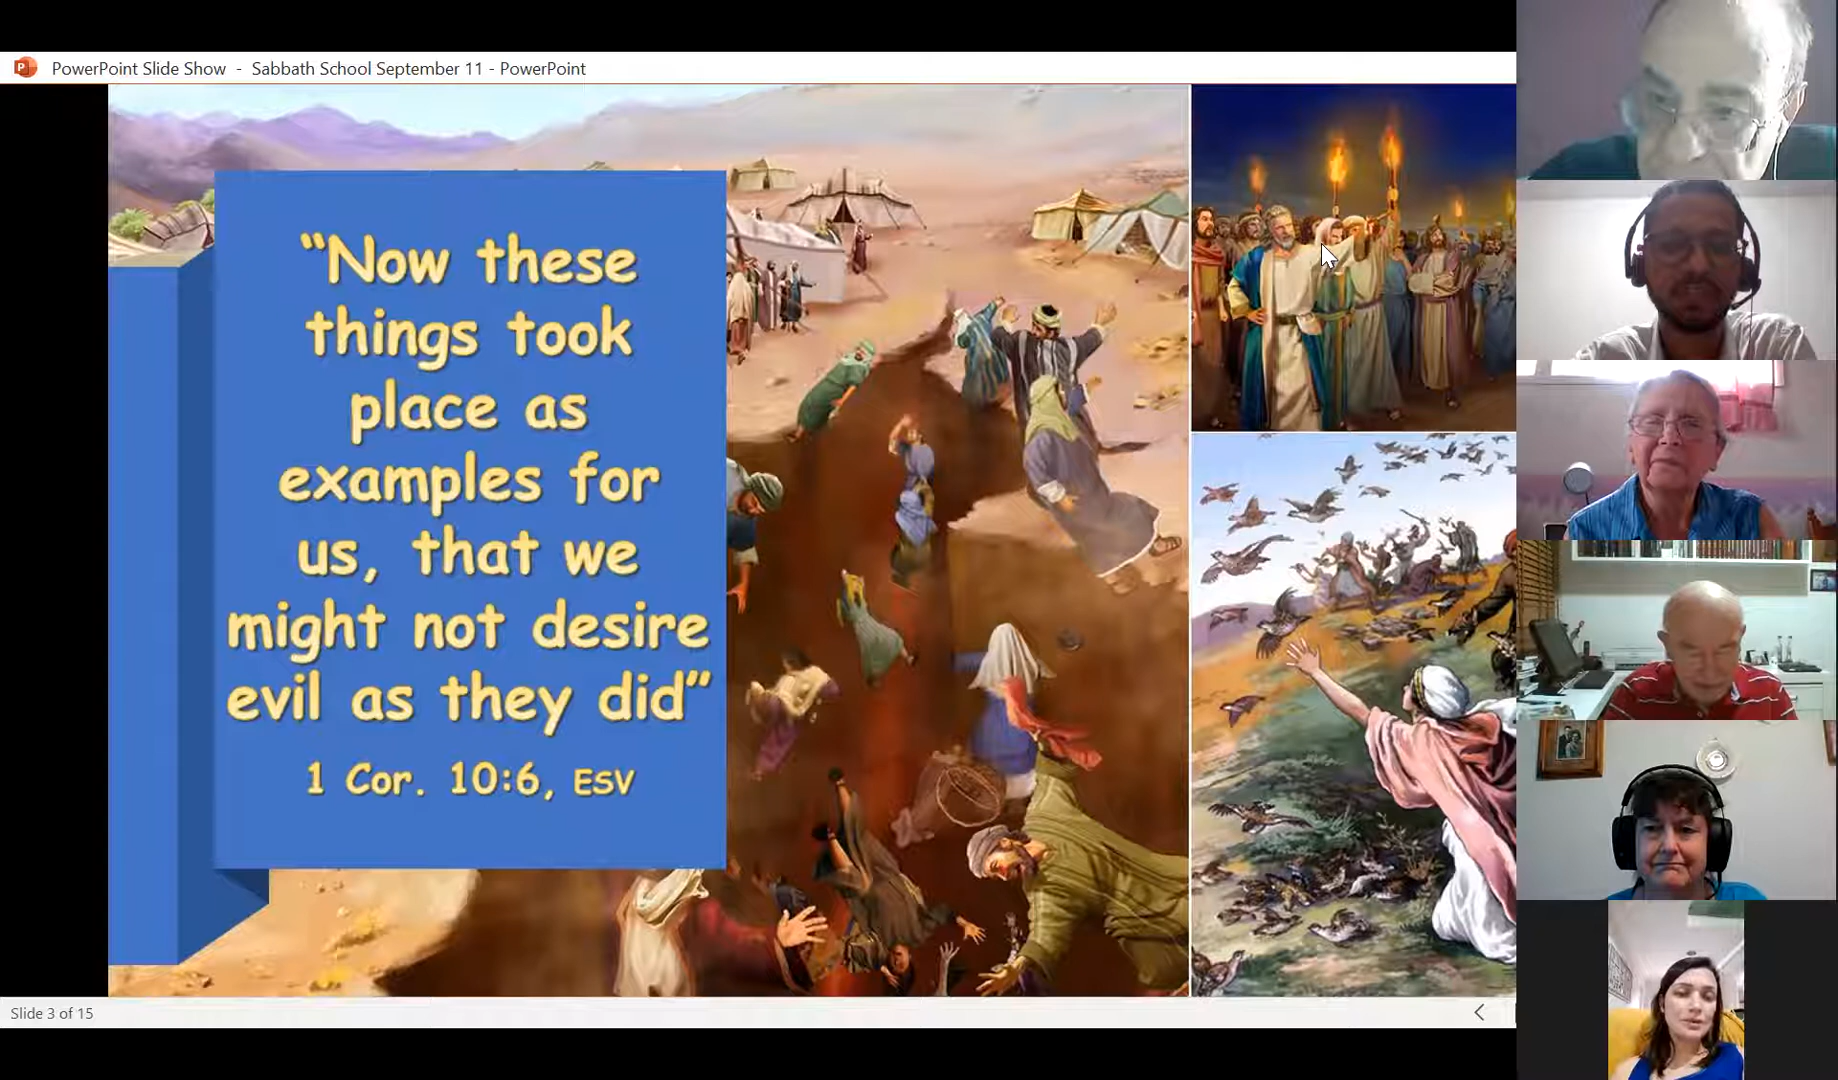 PowerPoint Slide Show - Sabbath School September 11 - PowerPoint
“Now these
things took
place as
examples for
us, that we
might not desire
evil as they did”
1 Cor. 10:6, ESV
Slide 3 of 15